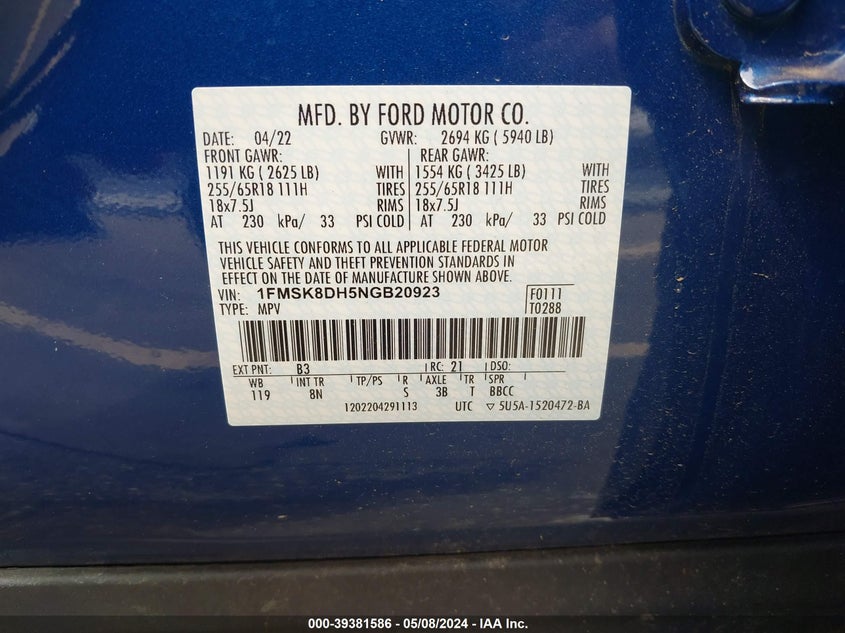 MFD. BY FORD MOTOR CO.
DATE: 04/22 GVWR: 2694 KG ( 5940 LB)
FRONT GAWR: REAR GAWR:
1191 KG ( 2625 LB) WITH 1554 KG ( 3425 LB) WITH
255/65R18 111H TIRES 255/65R18 111H TIRES
18x7.5J RIMS 18x7.5J RIMS
AT 230 kPa/ 33 PSI COLD AT 230 kPa/ 33 PSI COLD
THIS VEHICLE CONFORMS TO ALL APPLICABLE FEDERAL MOTOR
VEHICLE SAFETY AND THEFT PREVENTION STANDARDS IN
EFFECT ON THE DATE OF MANUFACTURE SHOWN ABOVE.
VIN: 1FMSK8DH5NGB20923 F0111
TYPE: MPV T0288
EXT PNT: B3 RC: 21 DSO:
WB INT TR TP/PS R AXLE TR SPR
119 8N S 3B T BBCC
1202204291113 UTC ▽ 5U5A-1520472-BA
000-39381586 - 05/08/2024 - IAA Inc.